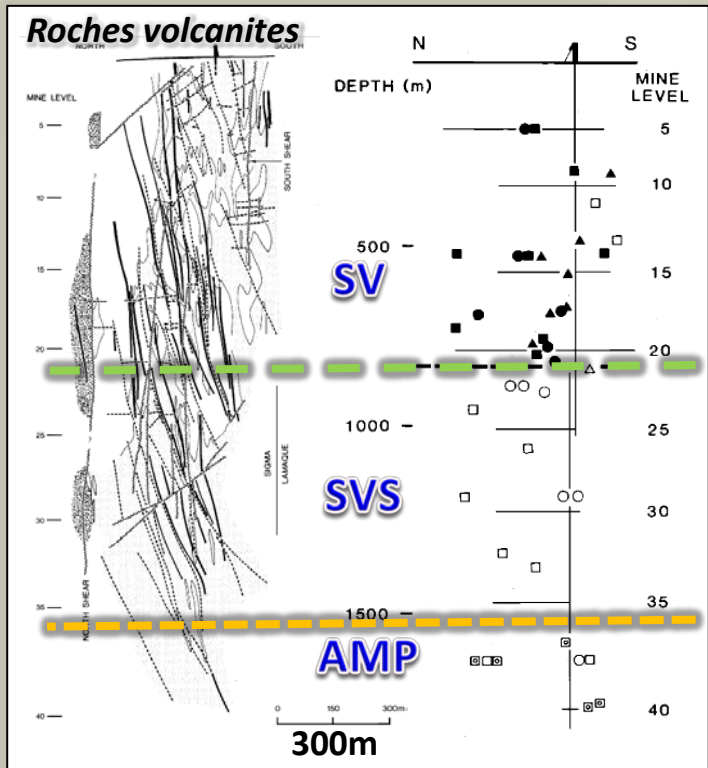 Roches volcanites
NORTH
SOUTH
MINE LEVEL
5
10
15
20
25
30
35
40
SOUTH SHEAR
NORTH SHEAR
SIGMA
LAMAQUE
0 150 300m
300m
N
S
DEPTH (m)
MINE
LEVEL
5
10
500
15
20
1000
25
30
1500
35
40
SV
SVS
AMP